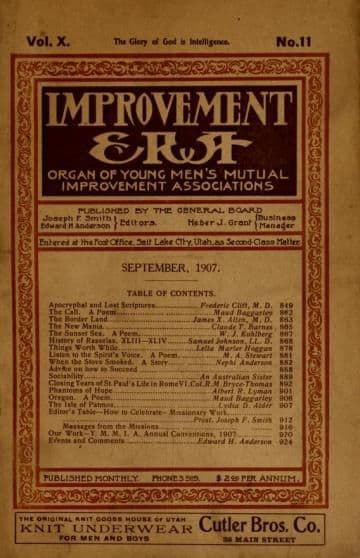 Vol. X. The Glory of God is Intelligence. No. 11
IMPROVEMENT
ERA
ORGAN OF YOUNG MEN'S MUTUAL
IMPROVEMENT ASSOCIATIONS
PUBLISHED BY THE GENERAL BOARD
Joseph F. Smith } Editors. Heber J. Grant { Business
Edward H Anderson Manager
Entered at the Post Office, Salt Lake City, Utah, as Second-Class Matter
SEPTEMBER, 1907.
TABLE OF CONTENTS.
Apocryphal and Lost Scriptures. Frederic Clift, M. D. 849
The Call. A Poem. Maud Baggarley 862
The Border Land. James X. Allen, M. D. 863
The New Mania. Claude T. Barnes 865
The Sunset Sea. A Poem. W. J. Kohlberg 867
History of Rasselas. XLIII—XLIV. Samuel Johnson, LL. D. 868
Things Worth While. Lella Marler Hoggan 878
Listen to the Spirit's Voice. A Poem. M. A. Stewart 881
When the Stove Smoked. A Story Nephi Anderson 882
Advice on how to Succeed 888
Sociability. An Australian Sister 889
Closing Tears of St. Paul's Life in Rome VI. Col. R. M. Bryce-Thomas 892
Phantoms of Hope. Albert R. Lyman 901
Oregon. A Poem. Maud Baggarley 906
The Isle of Patmos. Lydia D. Alder 907
Editor's Table—How to Celebrate—Missionary Work
Prest. Joseph F. Smith 912
Messages from the Missions 916
Our Work—Y. M. M. I. A. Annual Conventions, 1907. 920
Events and Comments Edward H. Anderson 924
PUBLISHED MONTHLY. PHONE 3 $2.00 PER ANNUM.
THE ORIGINAL KNIT GOODS HOUSE OF UTAH
KNIT UNDERWEAR Cutler Bros. Co.
FOR MEN AND BOYS 36 MAIN STREET